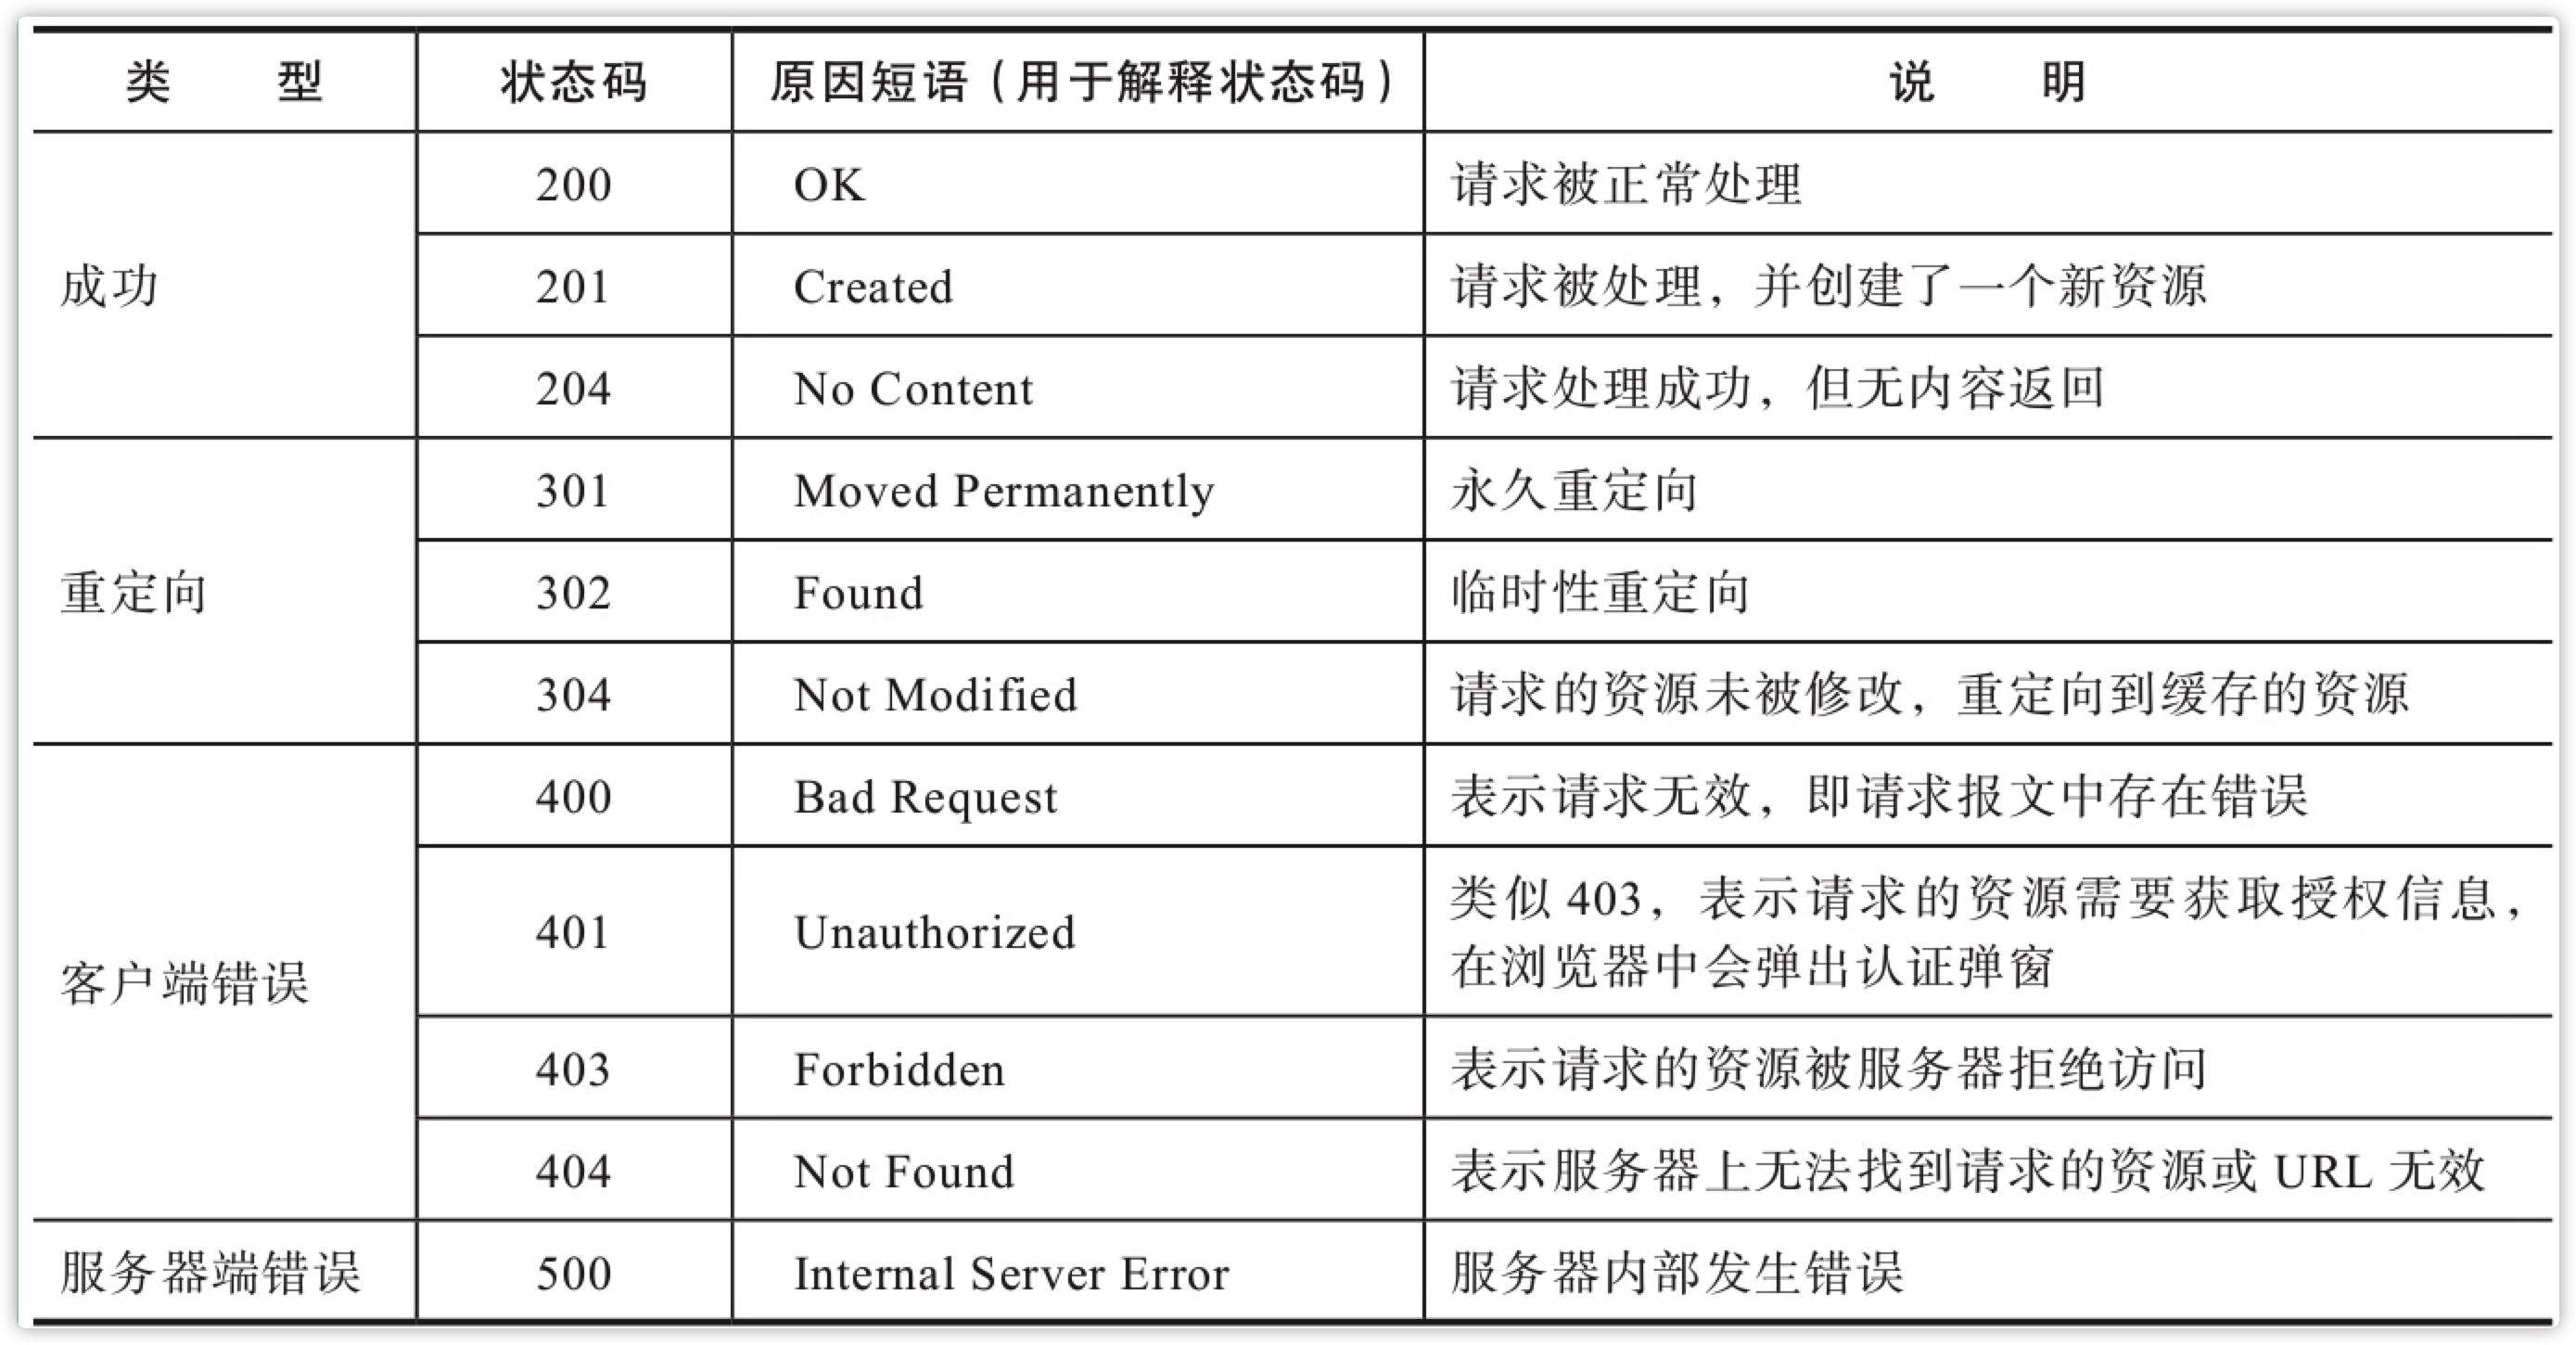 类 型 状态码 原因短语（用于解释状态码） 说 明
成功
200 OK 请求被正常处理
201 Created 请求被处理，并创建了一个新资源
204 No Content 请求处理成功，但无内容返回
重定向
301 Moved Permanently 永久重定向
302 Found 临时性重定向
304 Not Modified 请求的资源未被修改，重定向到缓存的资源
客户端错误
400 Bad Request 表示请求无效，即请求报文中存在错误
401 Unauthorized 类似 403，表示请求的资源需要获取授权信息，
在浏览器中会弹出认证弹窗
403 Forbidden 表示请求的资源被服务器拒绝访问
404 Not Found 表示服务器上无法找到请求的资源或 URL 无效
服务器端错误 500 Internal Server Error 服务器内部发生错误